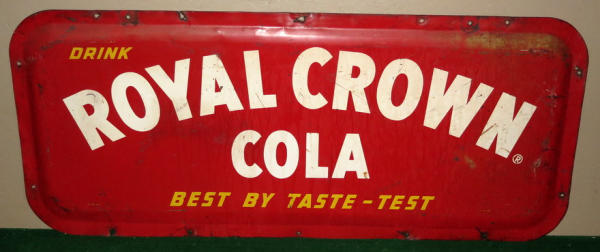 DRINK
ROYAL CROWN
COLA ®
BEST BY TASTE-TEST